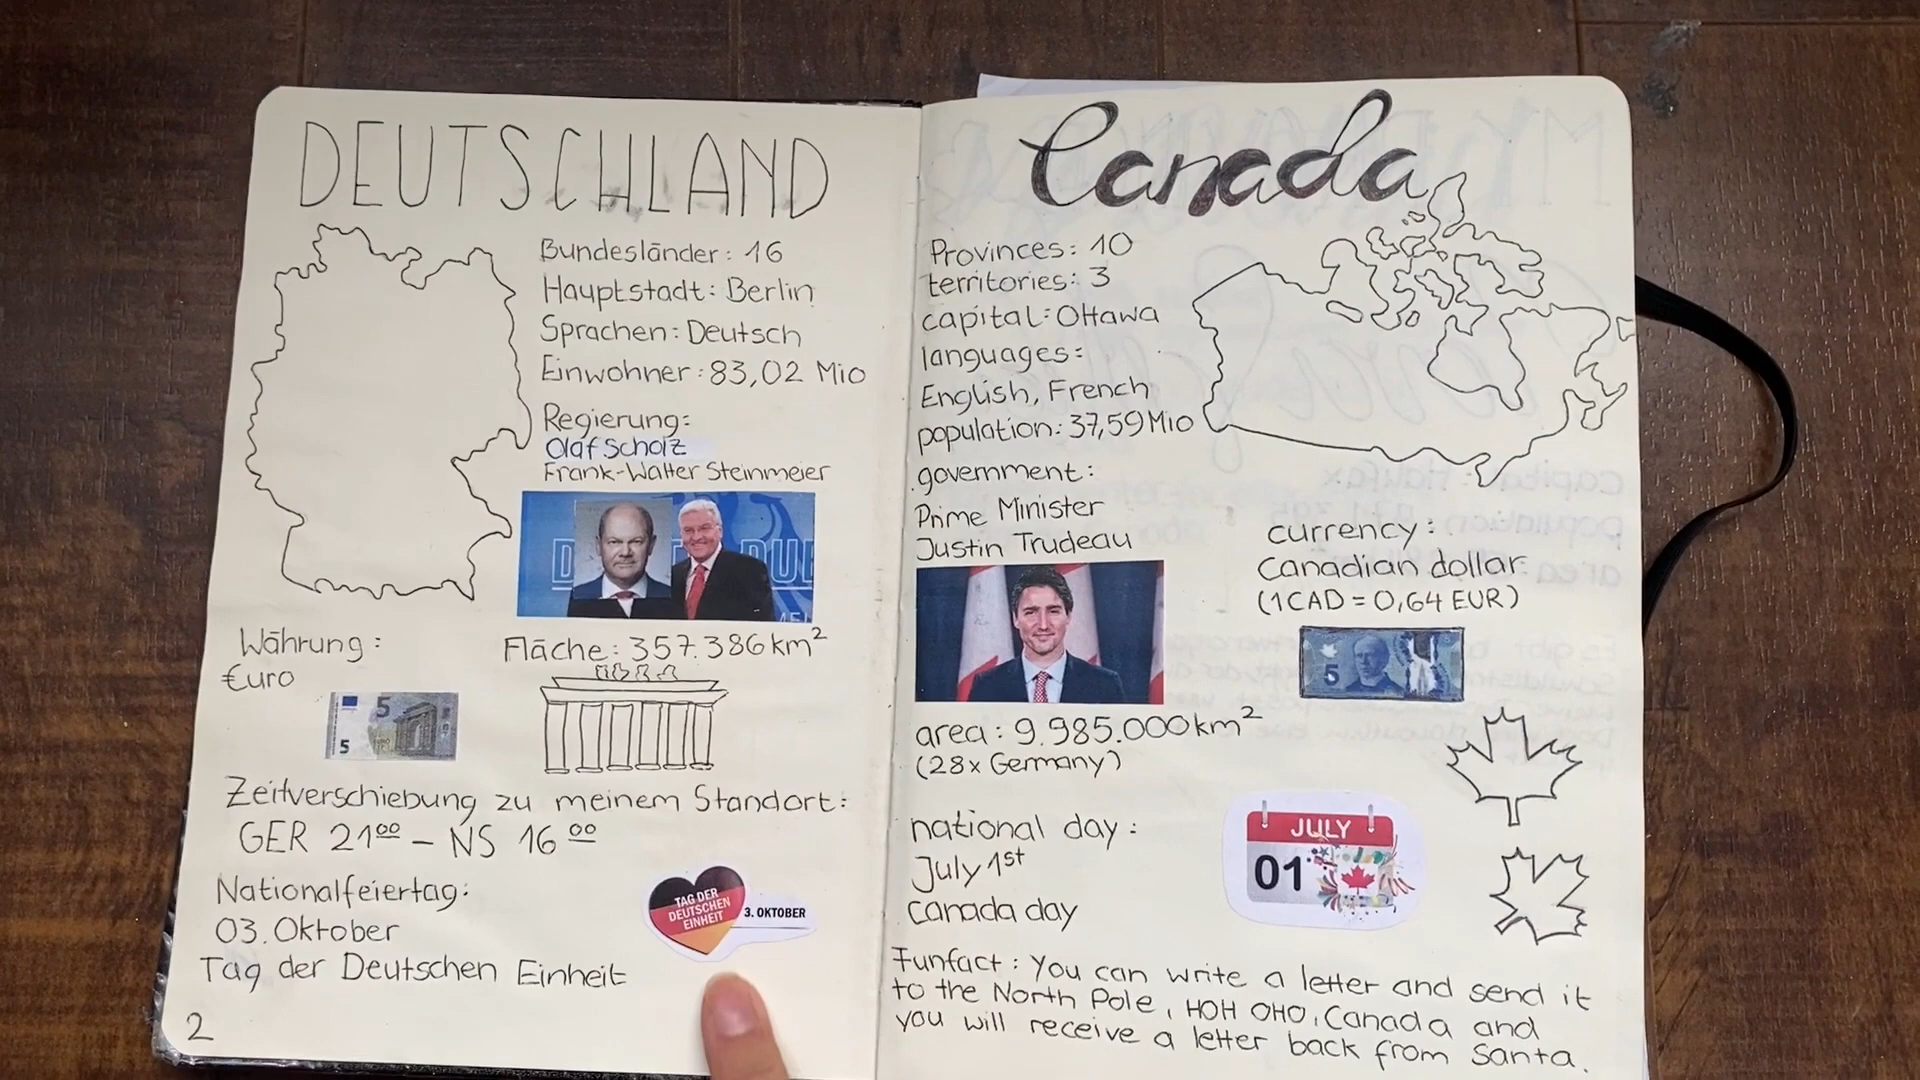 DEUTSCHLAND
Bundesländer: 16
Hauptstadt: Berlin
Sprachen: Deutsch
Einwohner: 83,02 Mio
Regierung:
Olaf Scholz
Frank-Walter Steinmeier
Währung:
€uro
5
5
Fläche: 357.386 km²
Zeitverschiebung zu meinem Standort:
GER 21⁰⁰ - NS 16⁰⁰
Nationalfeiertag:
03. Oktober
Tag der Deutschen Einheit
TAG DER
DEUTSCHEN
EINHEIT
3. OKTOBER
2
Canada
Provinces: 10
territories: 3
capital: Ottawa
languages:
English, French
population: 37,59 Mio
government:
Prime Minister
Justin Trudeau
currency:
Canadian dollar
(1CAD = 0,64 EUR)
5
area: 9.985.000 km²
(28x Germany)
national day:
July 1st
Canada day
JULY
01
Funfact: You can write a letter and send it
to the North Pole, HOH OHO, Canada and
you will receive a letter back from Santa.